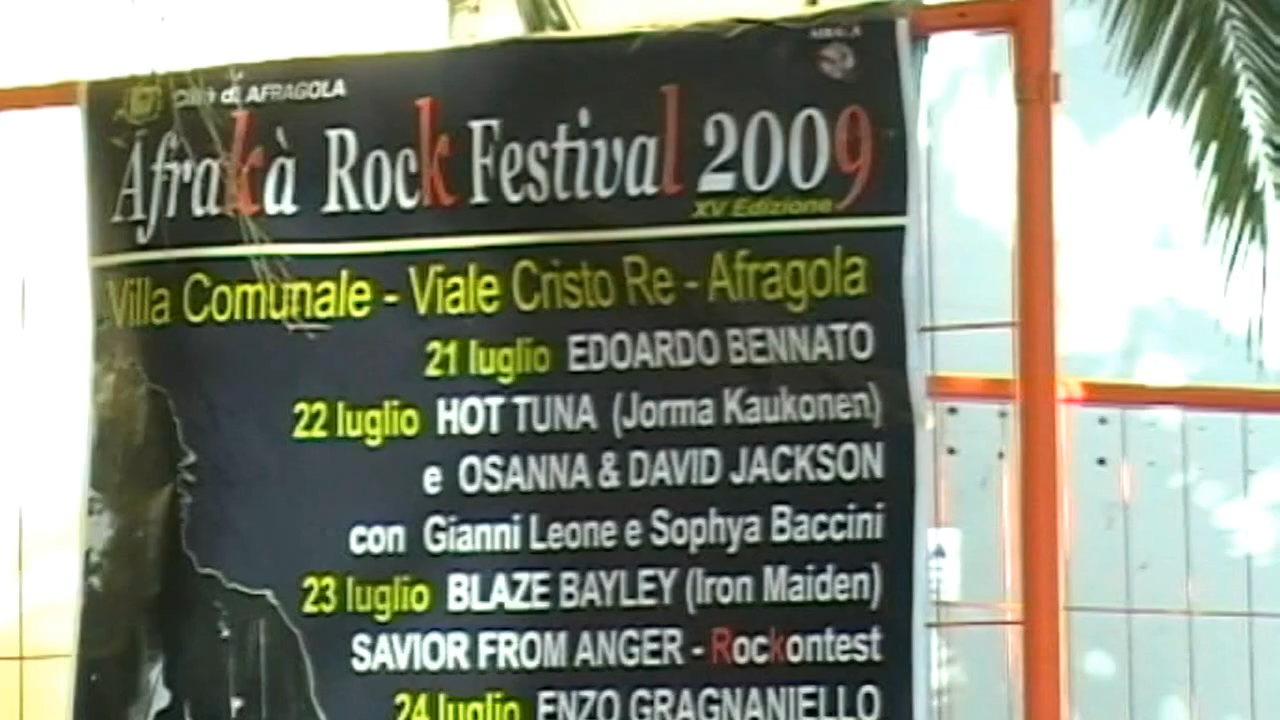 Città di AFRAGOLA
Afrakà Rock Festival 2009
XV Edizione
Villa Comunale - Viale Cristo Re - Afragola
21 luglio EDOARDO BENNATO
22 luglio HOT TUNA (Jorma Kaukonen)
e OSANNA & DAVID JACKSON
con Gianni Leone e Sophya Baccini
23 luglio BLAZE BAYLEY (Iron Maiden)
SAVIOR FROM ANGER - Rockontest
24 luglio ENZO GRAGNANIELLO